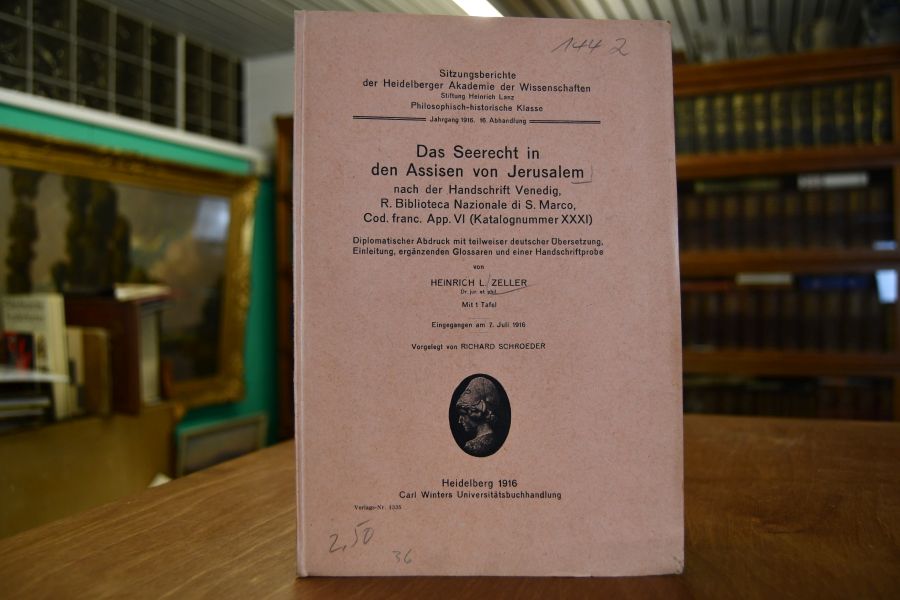 1442
Sitzungsberichte
der Heidelberger Akademie der Wissenschaften
Stiftung Heinrich Lanz
Philosophisch-historische Klasse
Jahrgang 1916. 16. Abhandlung
Das Seerecht in
den Assisen von Jerusalem
nach der Handschrift Venedig,
R. Biblioteca Nazionale di S. Marco,
Cod. franc. App. VI (Katalognummer XXXI)
Diplomatischer Abdruck mit teilweiser deutscher Übersetzung,
Einleitung, ergänzenden Glossaren und einer Handschriftprobe
von
HEINRICH L. ZELLER
Dr. jur. et phil.
Mit 1 Tafel
Eingegangen am 7. Juli 1916
Vorgelegt von RICHARD SCHROEDER
Heidelberg 1916
Carl Winters Universitätsbuchhandlung
Verlags-Nr. 1335
2,50
36